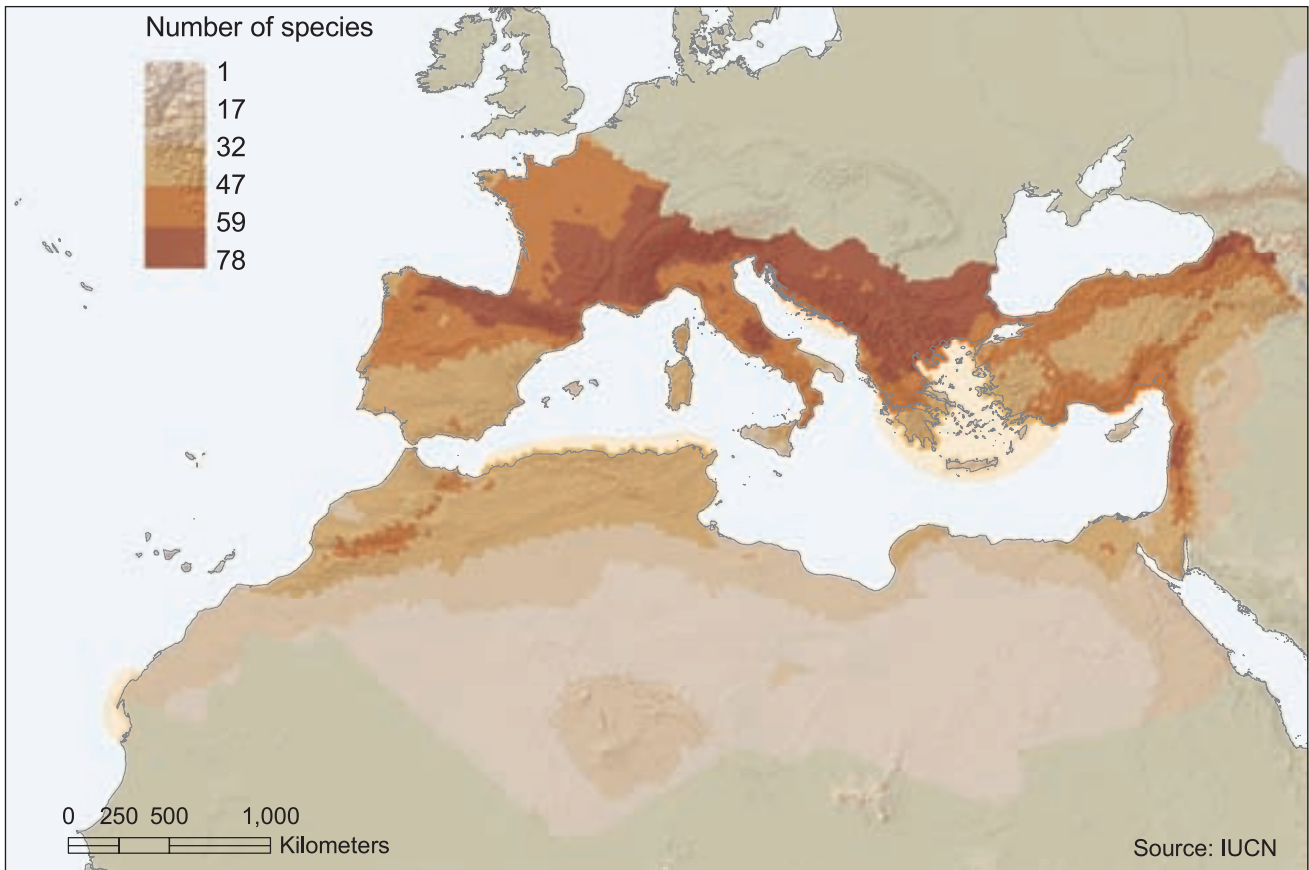 Number of species
1
17
32
47
59
78
0 250 500 1,000
Kilometers
Source: IUCN